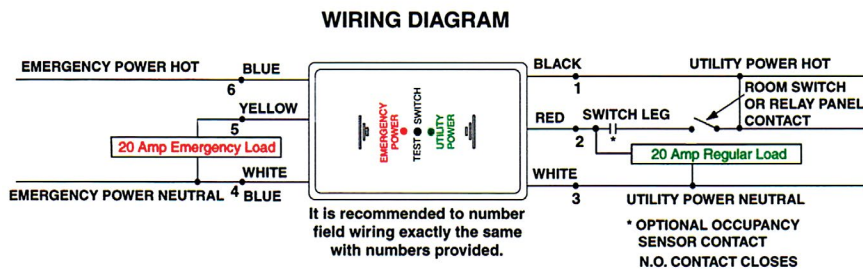 WIRING DIAGRAM
EMERGENCY POWER HOT
BLUE
6
YELLOW
5
20 Amp Emergency Load
WHITE
EMERGENCY POWER NEUTRAL
4
BLUE
EMERGENCY
POWER
TEST SWITCH
UTILITY
POWER
BLACK
1
UTILITY POWER HOT
ROOM SWITCH
OR RELAY PANEL
CONTACT
RED
2
SWITCH LEG
*
20 Amp Regular Load
WHITE
3
UTILITY POWER NEUTRAL
It is recommended to number
field wiring exactly the same
with numbers provided.
* OPTIONAL OCCUPANCY
SENSOR CONTACT
N.O. CONTACT CLOSES